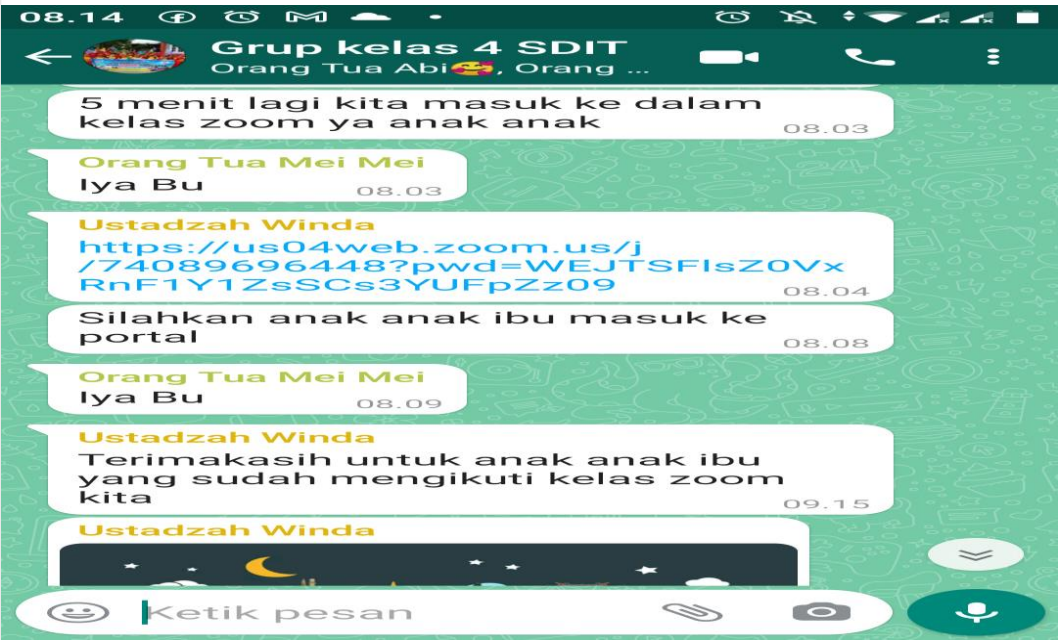 08.14
Grup kelas 4 SDIT
Orang Tua Abi🥰, Orang ...
5 menit lagi kita masuk ke dalam
kelas zoom ya anak anak
08.03
Orang Tua Mei Mei
Iya Bu
08.03
Ustadzah Winda
https://us04web.zoom.us/j
/74089696448?pwd=WEJTSFlsZ0Vx
RnF1Y1ZsSCs3YUFpZz09
08.04
Silahkan anak anak ibu masuk ke
portal
08.08
Orang Tua Mei Mei
Iya Bu
08.09
Ustadzah Winda
Terimakasih untuk anak anak ibu
yang sudah mengikuti kelas zoom
kita
09.15
Ustadzah Winda
Ketik pesan